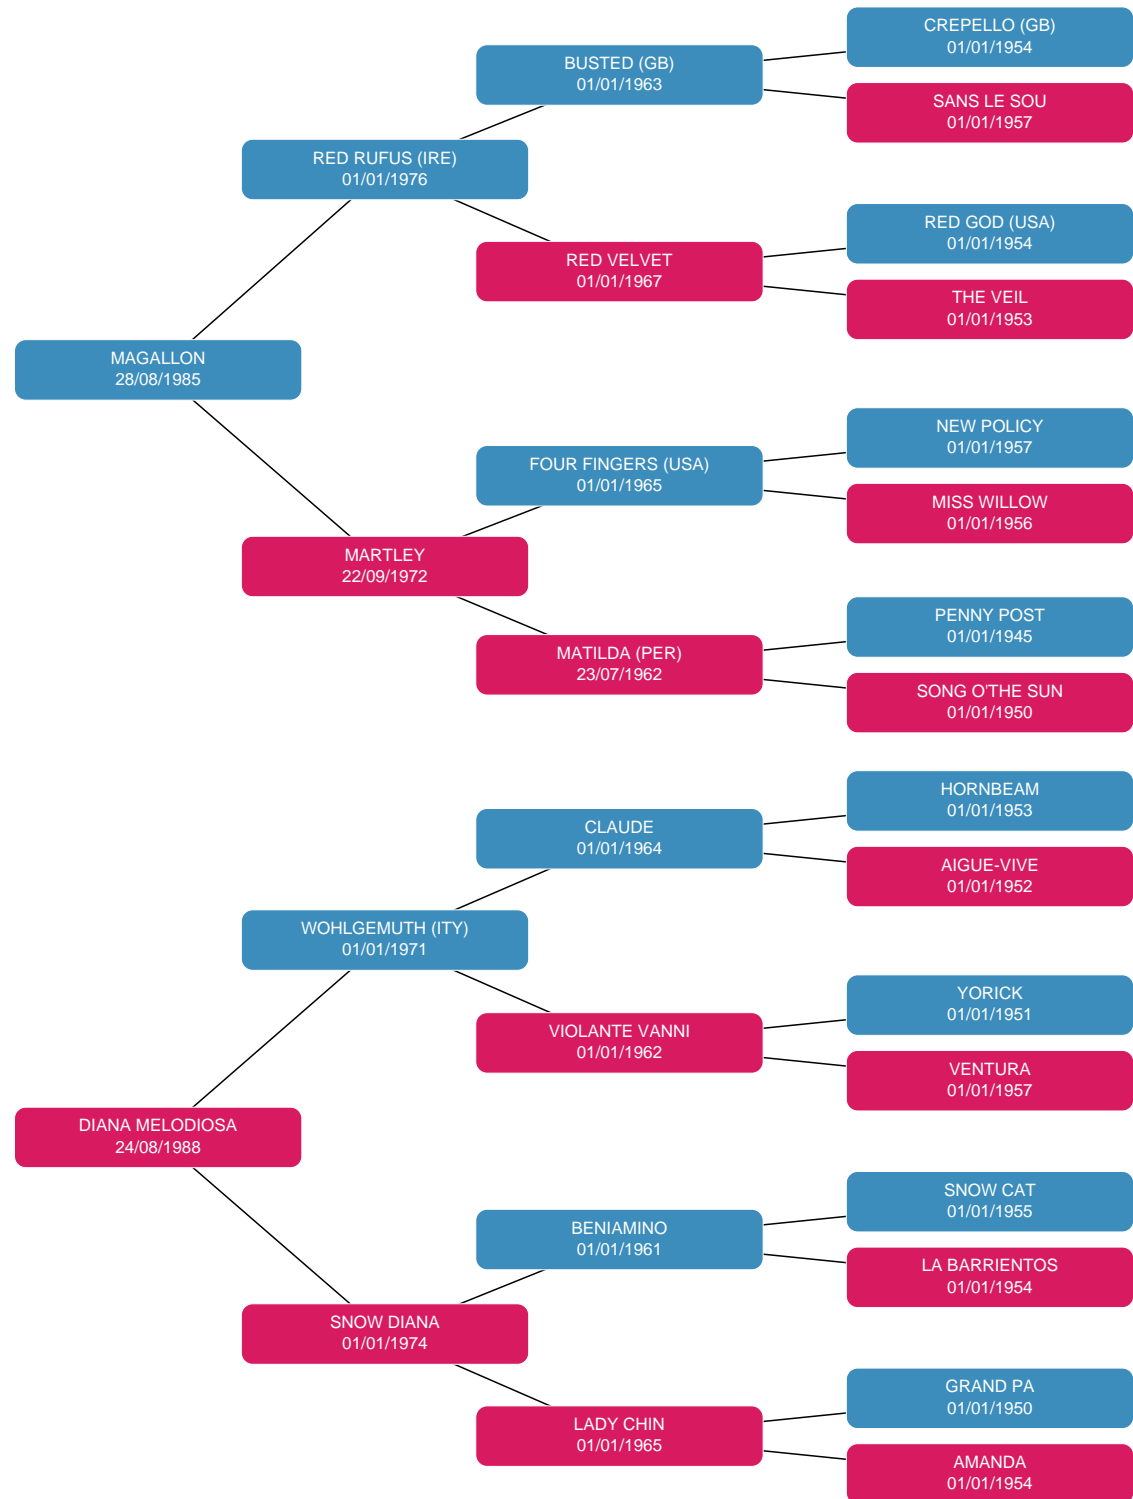 CREPELLO (GB)
01/01/1954
BUSTED (GB)
01/01/1963
SANS LE SOU
01/01/1957
RED RUFUS (IRE)
01/01/1976
RED GOD (USA)
01/01/1954
RED VELVET
01/01/1967
THE VEIL
01/01/1953
MAGALLON
28/08/1985
NEW POLICY
01/01/1957
FOUR FINGERS (USA)
01/01/1965
MISS WILLOW
01/01/1956
MARTLEY
22/09/1972
PENNY POST
01/01/1945
MATILDA (PER)
23/07/1962
SONG O'THE SUN
01/01/1950
HORNBEAM
01/01/1953
CLAUDE
01/01/1964
AIGUE-VIVE
01/01/1952
WOHLGEMUTH (ITY)
01/01/1971
YORICK
01/01/1951
VIOLANTE VANNI
01/01/1962
VENTURA
01/01/1957
DIANA MELODIOSA
24/08/1988
SNOW CAT
01/01/1955
BENIAMINO
01/01/1961
LA BARRIENTOS
01/01/1954
SNOW DIANA
01/01/1974
GRAND PA
01/01/1950
LADY CHIN
01/01/1965
AMANDA
01/01/1954